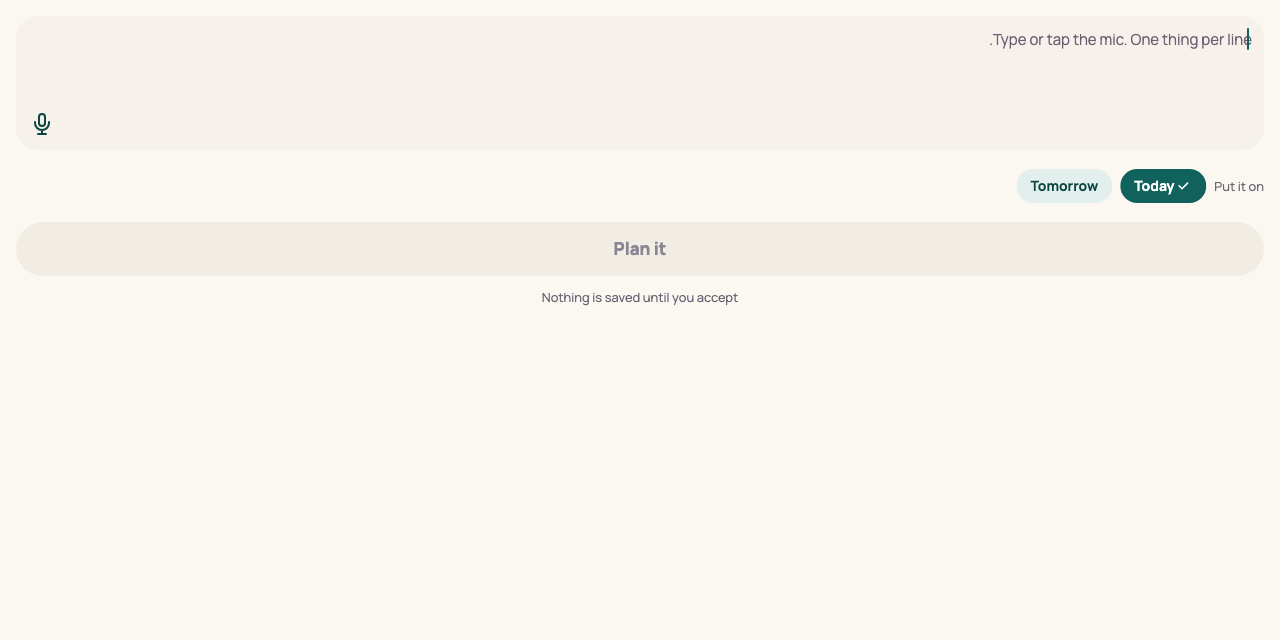 .Type or tap the mic. One thing per line
Put it on Today Tomorrow
Plan it
Nothing is saved until you accept